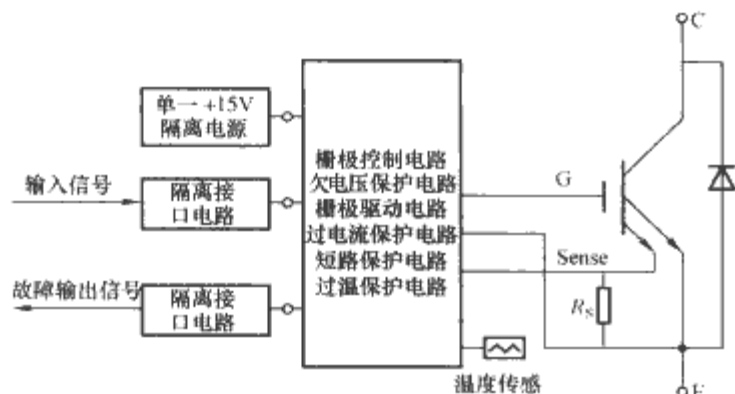 C
单一 +15V
隔离电源
栅极控制电路
欠电压保护电路
栅极驱动电路
过电流保护电路
短路保护电路
过温保护电路
输入信号
隔离接
口电路
G
Sense
故障输出信号
隔离接
口电路
RS
温度传感
E